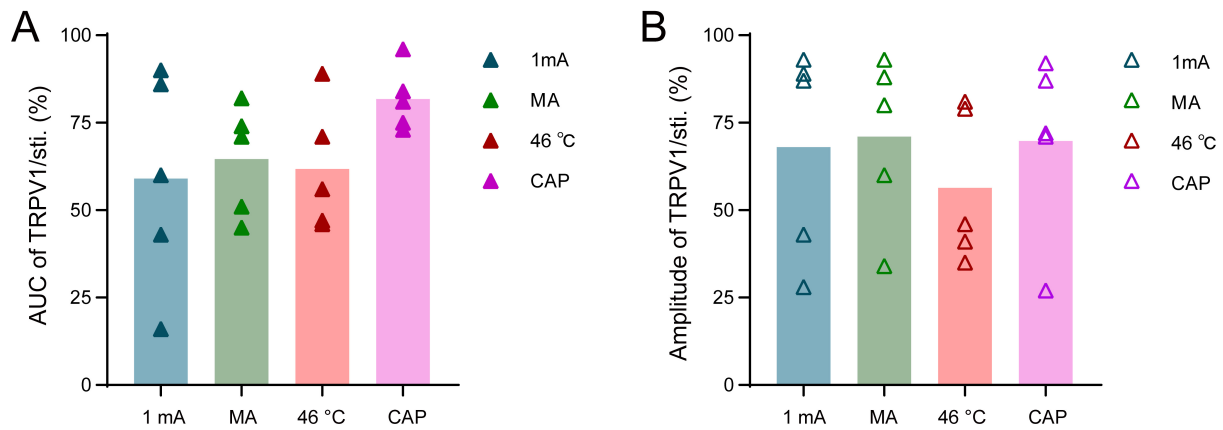 A
AUC of TRPV1/sti. (%)
100
75
50
25
0
1 mA
MA
46 °C
CAP
1mA
MA
46 ℃
CAP
B
Amplitude of TRPV1/sti. (%)
100
75
50
25
0
1 mA
MA
46 °C
CAP
1mA
MA
46 ℃
CAP